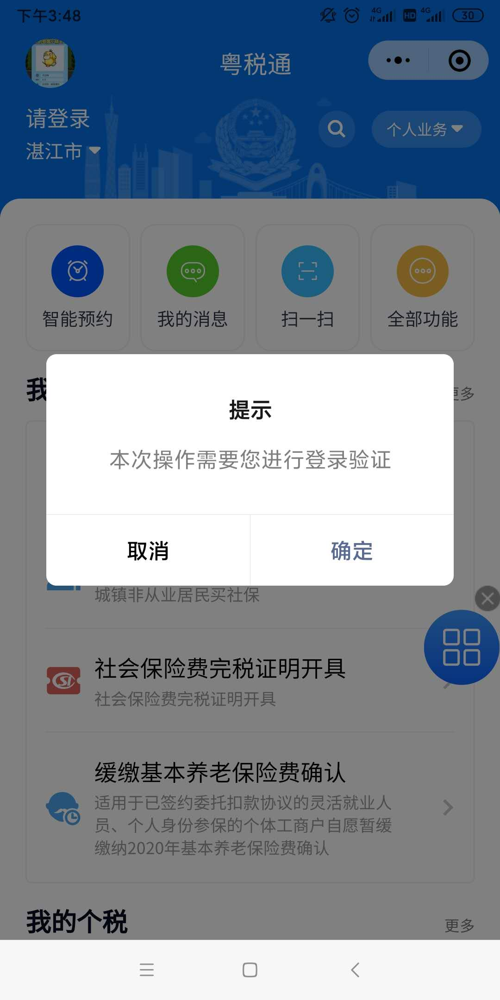 下午3:48
4G
HD
4G
30
粤税通
请登录
湛江市
个人业务
智能预约
我的消息
扫一扫
全部功能
更多
提示
本次操作需要您进行登录验证
取消
确定
城镇非从业居民买社保
社会保险费完税证明开具
社会保险费完税证明开具
缓缴基本养老保险费确认
适用于已签约委托扣款协议的灵活就业人
员、个人身份参保的个体工商户自愿暂缓
缴纳2020年基本养老保险费确认
我的个税
更多